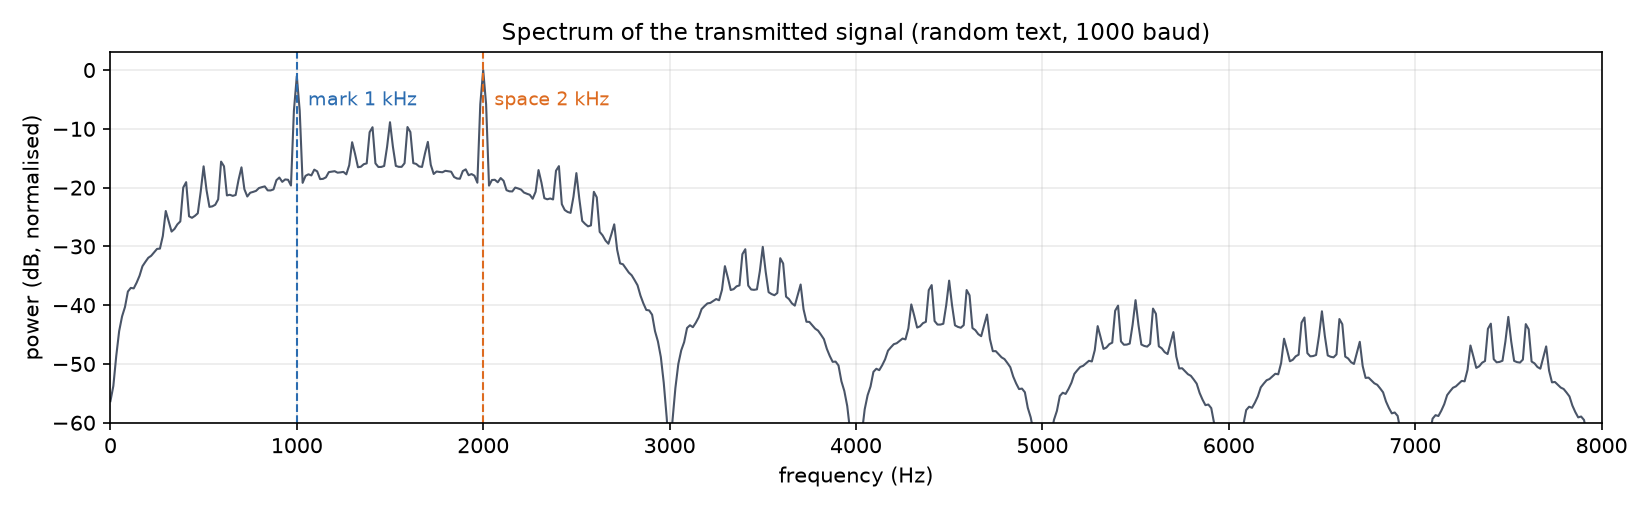 Spectrum of the transmitted signal (random text, 1000 baud)
power (dB, normalised)
0
−10
−20
−30
−40
−50
−60
mark 1 kHz
space 2 kHz
0 1000 2000 3000 4000 5000 6000 7000 8000
frequency (Hz)